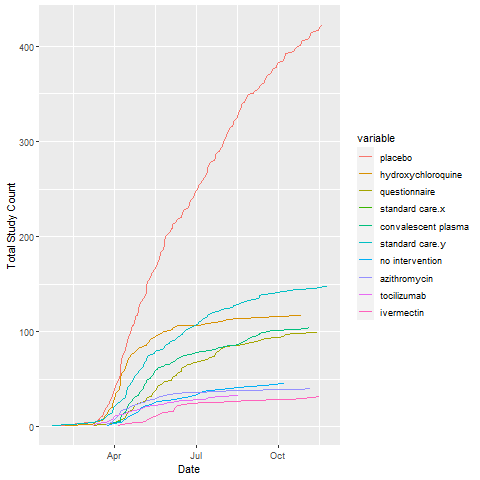 400
300
200
100
0
Total Study Count
Apr
Jul
Oct
Date
variable
placebo
hydroxychloroquine
questionnaire
standard care.x
convalescent plasma
standard care.y
no intervention
azithromycin
tocilizumab
ivermectin